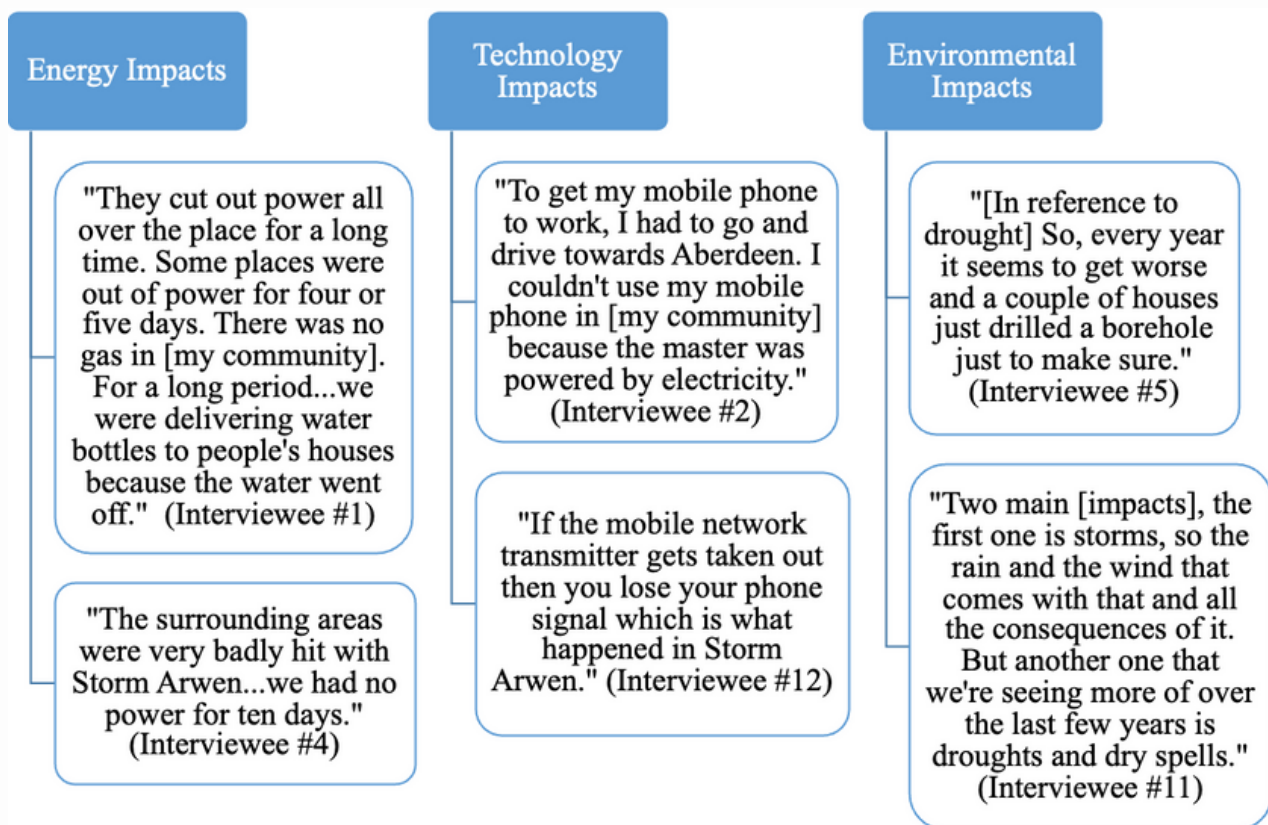 Energy Impacts
"They cut out power all
over the place for a long
time. Some places were
out of power for four or
five days. There was no
gas in [my community].
For a long period...we
were delivering water
bottles to people's houses
because the water went
off."  (Interviewee #1)
"The surrounding areas
were very badly hit with
Storm Arwen...we had no
power for ten days."
(Interviewee #4)
Technology
Impacts
"To get my mobile phone
to work, I had to go and
drive towards Aberdeen. I
couldn't use my mobile
phone in [my community]
because the master was
powered by electricity."
(Interviewee #2)
"If the mobile network
transmitter gets taken out
then you lose your phone
signal which is what
happened in Storm
Arwen." (Interviewee #12)
Environmental
Impacts
"[In reference to
drought] So, every year
it seems to get worse
and a couple of houses
just drilled a borehole
just to make sure."
(Interviewee #5)
"Two main [impacts], the
first one is storms, so the
rain and the wind that
comes with that and all
the consequences of it.
But another one that
we're seeing more of over
the last few years is
droughts and dry spells."
(Interviewee #11)